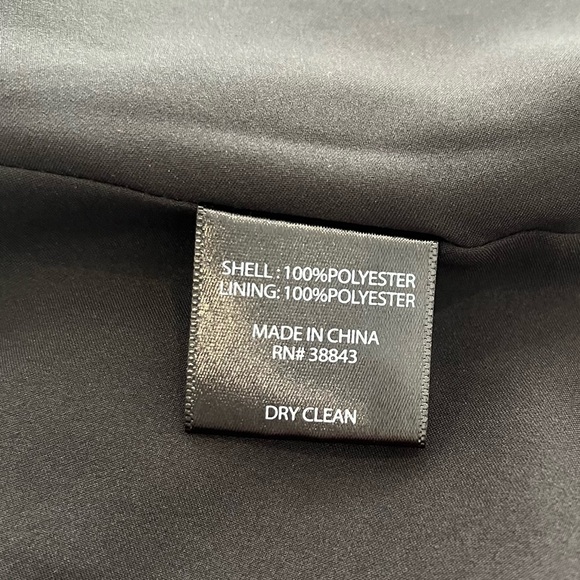 SHELL : 100%POLYESTER
LINING: 100%POLYESTER
MADE IN CHINA
RN# 38843
DRY CLEAN